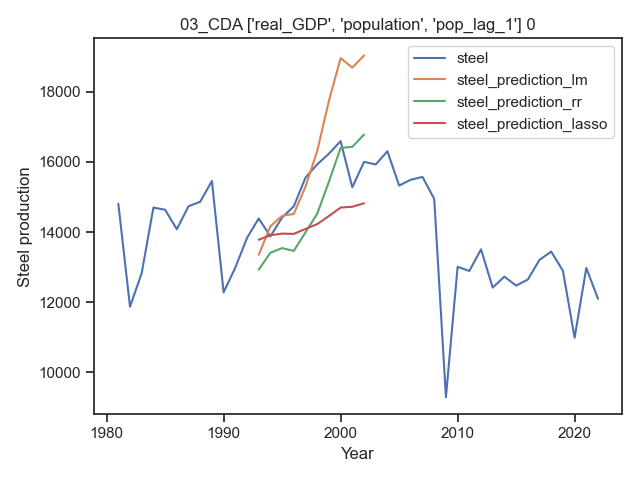 03_CDA ['real_GDP', 'population', 'pop_lag_1'] 0
steel
steel_prediction_lm
steel_prediction_rr
steel_prediction_lasso
Steel production
18000
16000
14000
12000
10000
1980 1990 2000 2010 2020
Year